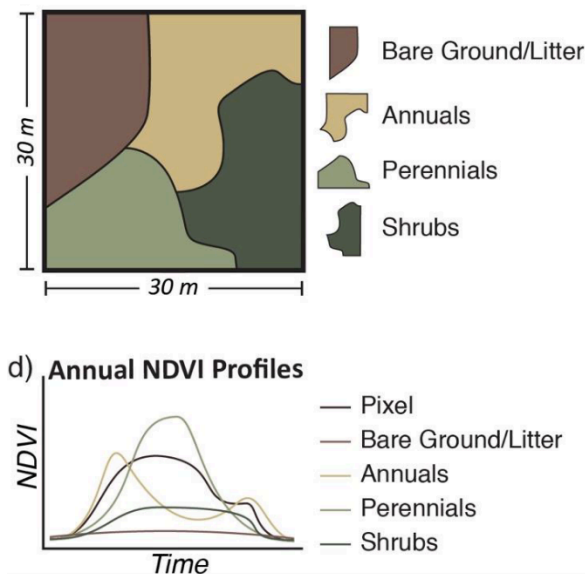 30 m
30 m
Bare Ground/Litter
Annuals
Perennials
Shrubs
d) Annual NDVI Profiles
NDVI
Time
Pixel
Bare Ground/Litter
Annuals
Perennials
Shrubs